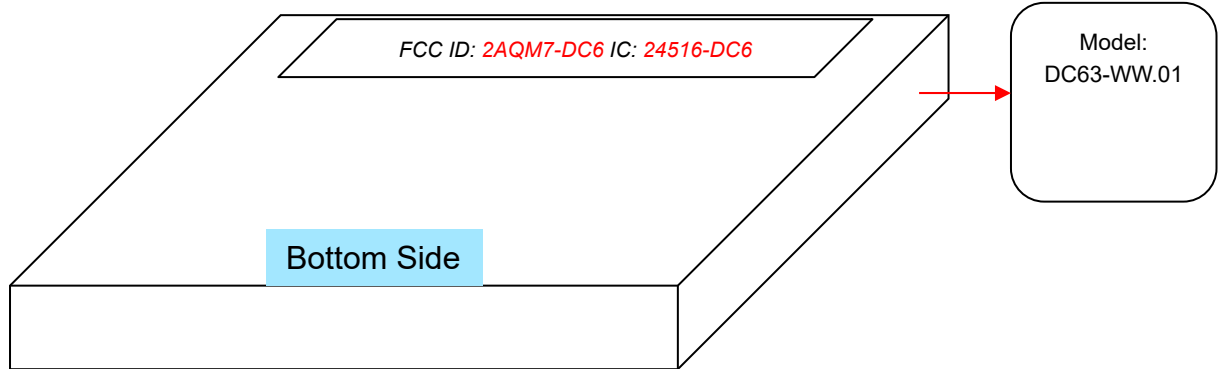 FCC ID: 2AQM7-DC6 IC: 24516-DC6
Model:
DC63-WW.01
Bottom Side